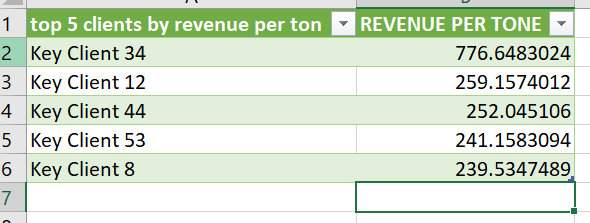 1 top 5 clients by revenue per ton REVENUE PER TONE
2 Key Client 34 776.6483024
3 Key Client 12 259.1574012
4 Key Client 44 252.045106
5 Key Client 53 241.1583094
6 Key Client 8 239.5347489
7